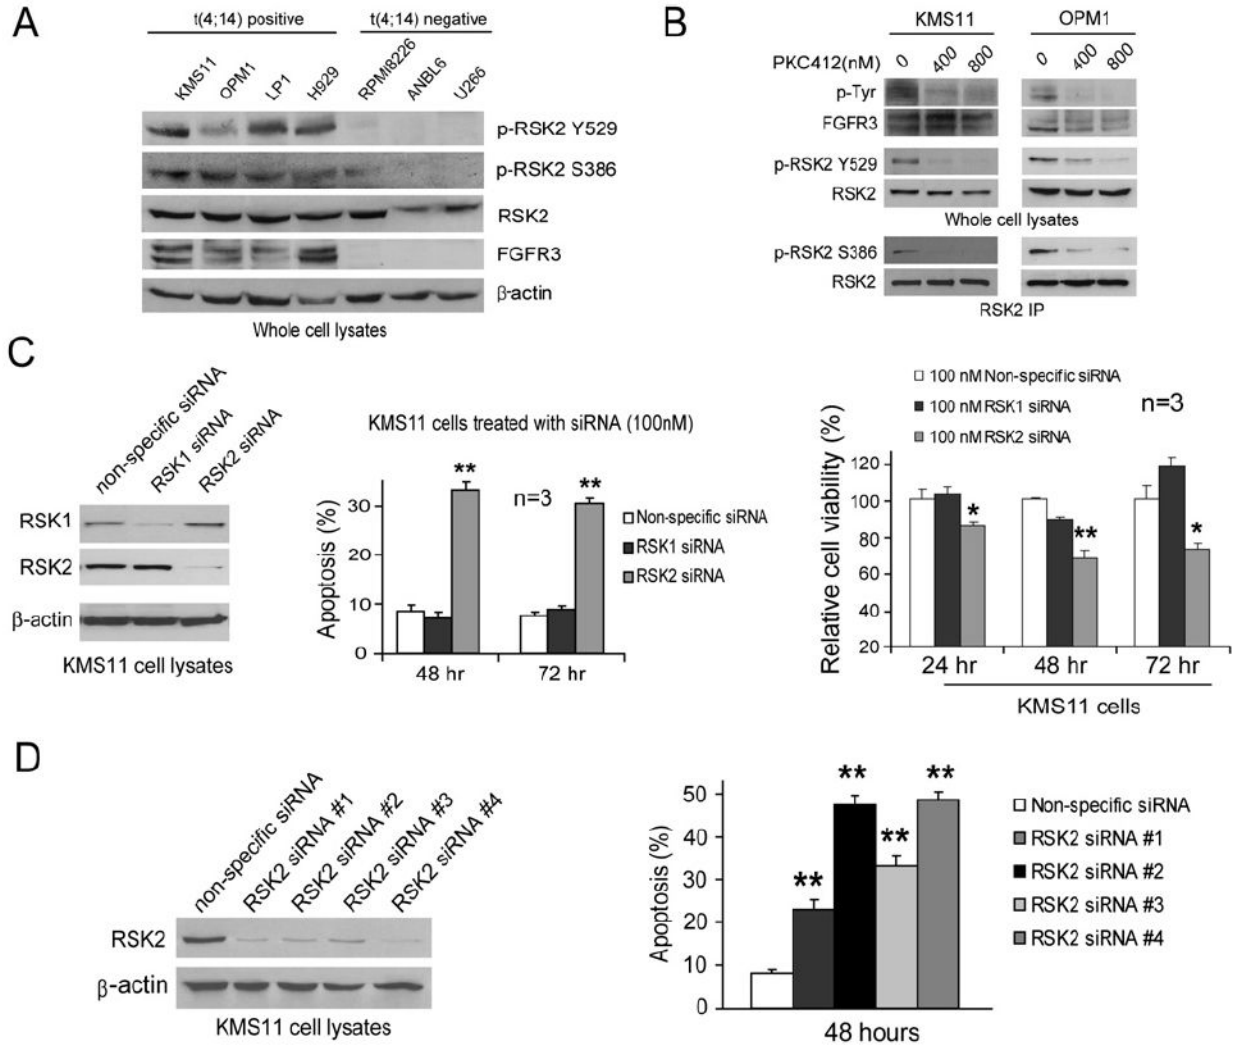 A
t(4;14) positive
t(4;14) negative
KMS11
OPM1
LP1
H929
RPMI8226
ANBL6
U266
p-RSK2 Y529
p-RSK2 S386
RSK2
FGFR3
β-actin
Whole cell lysates
B
KMS11
OPM1
PKC412(nM)
0
400
800
0
400
800
p-Tyr
FGFR3
p-RSK2 Y529
RSK2
Whole cell lysates
p-RSK2 S386
RSK2
RSK2 IP
C
non-specific siRNA
RSK1 siRNA
RSK2 siRNA
RSK1
RSK2
β-actin
KMS11 cell lysates
KMS11 cells treated with siRNA (100nM)
Apoptosis (%)
30
20
10
0
**
n=3
**
Non-specific siRNA
RSK1 siRNA
RSK2 siRNA
48 hr
72 hr
100 nM Non-specific siRNA
100 nM RSK1 siRNA
100 nM RSK2 siRNA
n=3
Relative cell viability (%)
120
100
80
60
40
20
*
**
*
24 hr
48 hr
72 hr
KMS11 cells
D
non-specific siRNA
RSK2 siRNA #1
RSK2 siRNA #2
RSK2 siRNA #3
RSK2 siRNA #4
RSK2
β-actin
KMS11 cell lysates
Apoptosis (%)
50
40
30
20
10
0
**
**
**
**
Non-specific siRNA
RSK2 siRNA #1
RSK2 siRNA #2
RSK2 siRNA #3
RSK2 siRNA #4
48 hours